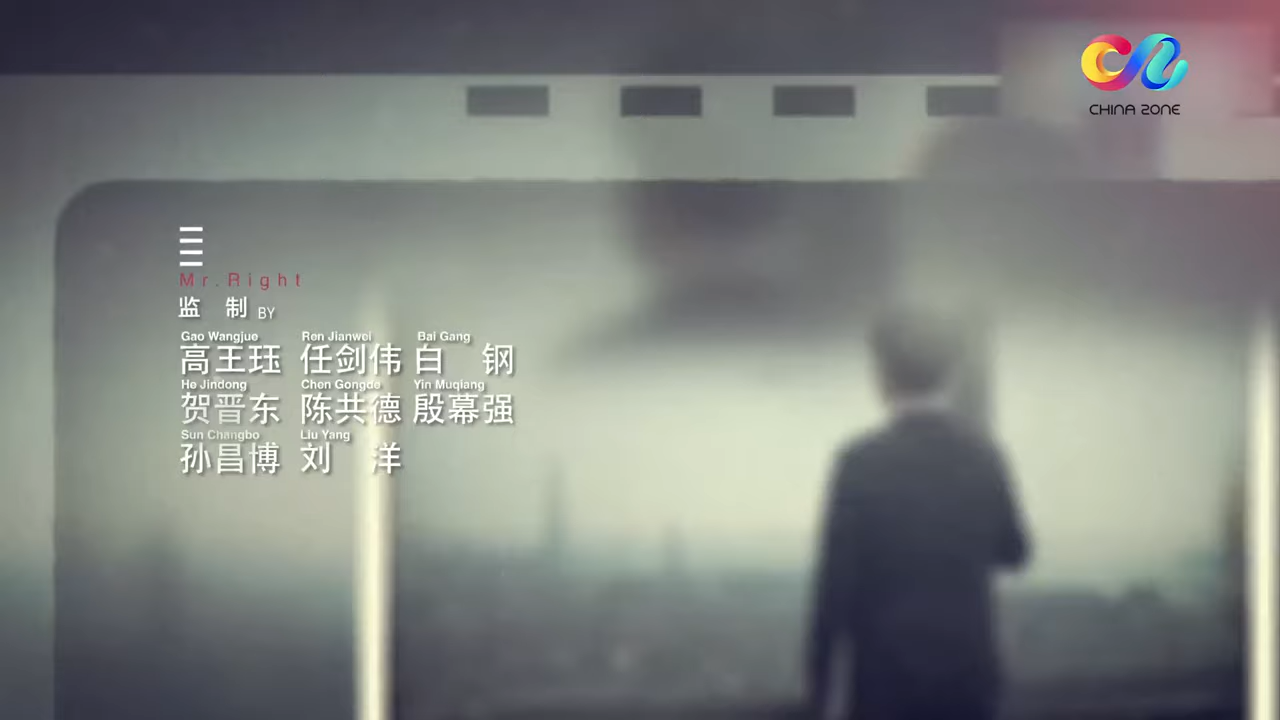 CHINA ZONE
Mr.Right
监 制 BY
Gao Wangjue Ren Jianwei Bai Gang
高王珏 任剑伟 白 钢
He Jindong Chen Gongde Yin Muqiang
贺晋东 陈共德 殷幕强
Sun Changbo Liu Yang
孙昌博 刘 洋